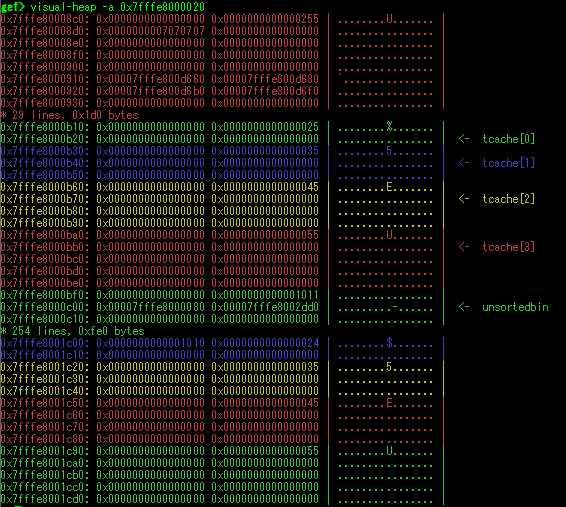 gef> visual-heap -a 0x7fffe8000020
0x7fffe80008c0: 0x0000000000000000 0x0000000000000255 | ........U....... |
0x7fffe80008d0: 0x0000000007070707 0x0000000000000000 | ................ |
0x7fffe80008e0: 0x0000000000000000 0x0000000000000000 | ................ |
0x7fffe80008f0: 0x0000000000000000 0x0000000000000000 | ................ |
0x7fffe8000900: 0x0000000000000000 0x0000000000000000 | ................ |
0x7fffe8000910: 0x00007fffe800d660 0x00007fffe800d680 | `............... |
0x7fffe8000920: 0x00007fffe800d6b0 0x00007fffe800d6f0 | ................ |
0x7fffe8000930: 0x0000000000000000 0x0000000000000000 | ................ |
* 29 lines, 0x1d0 bytes
0x7fffe8000b10: 0x0000000000000000 0x0000000000000025 | ........%....... |
0x7fffe8000b20: 0x0000000000000000 0x0000000000000000 | ................ | <- tcache[0]
0x7fffe8000b30: 0x0000000000000000 0x0000000000000035 | ........5....... |
0x7fffe8000b40: 0x0000000000000000 0x0000000000000000 | ................ | <- tcache[1]
0x7fffe8000b50: 0x0000000000000000 0x0000000000000000 | ................ |
0x7fffe8000b60: 0x0000000000000000 0x0000000000000045 | ........E....... |
0x7fffe8000b70: 0x0000000000000000 0x0000000000000000 | ................ | <- tcache[2]
0x7fffe8000b80: 0x0000000000000000 0x0000000000000000 | ................ |
0x7fffe8000b90: 0x0000000000000000 0x0000000000000000 | ................ |
0x7fffe8000ba0: 0x0000000000000000 0x0000000000000055 | ........U....... |
0x7fffe8000bb0: 0x0000000000000000 0x0000000000000000 | ................ | <- tcache[3]
0x7fffe8000bc0: 0x0000000000000000 0x0000000000000000 | ................ |
0x7fffe8000bd0: 0x0000000000000000 0x0000000000000000 | ................ |
0x7fffe8000be0: 0x0000000000000000 0x0000000000000000 | ................ |
0x7fffe8000bf0: 0x0000000000000000 0x0000000000001011 | ................ |
0x7fffe8000c00: 0x00007fffe8000080 0x00007fffe8002dd0 | .........-...... | <- unsortedbin
0x7fffe8000c10: 0x0000000000000000 0x0000000000000000 | ................ |
* 254 lines, 0xfe0 bytes
0x7fffe8001c00: 0x0000000000001010 0x0000000000000024 | ........$....... |
0x7fffe8001c10: 0x0000000000000000 0x0000000000000000 | ................ |
0x7fffe8001c20: 0x0000000000000000 0x0000000000000035 | ........5....... |
0x7fffe8001c30: 0x0000000000000000 0x0000000000000000 | ................ |
0x7fffe8001c40: 0x0000000000000000 0x0000000000000000 | ................ |
0x7fffe8001c50: 0x0000000000000000 0x0000000000000045 | ........E....... |
0x7fffe8001c60: 0x0000000000000000 0x0000000000000000 | ................ |
0x7fffe8001c70: 0x0000000000000000 0x0000000000000000 | ................ |
0x7fffe8001c80: 0x0000000000000000 0x0000000000000000 | ................ |
0x7fffe8001c90: 0x0000000000000000 0x0000000000000055 | ........U....... |
0x7fffe8001ca0: 0x0000000000000000 0x0000000000000000 | ................ |
0x7fffe8001cb0: 0x0000000000000000 0x0000000000000000 | ................ |
0x7fffe8001cc0: 0x0000000000000000 0x0000000000000000 | ................ |
0x7fffe8001cd0: 0x0000000000000000 0x0000000000000000 | ................ |